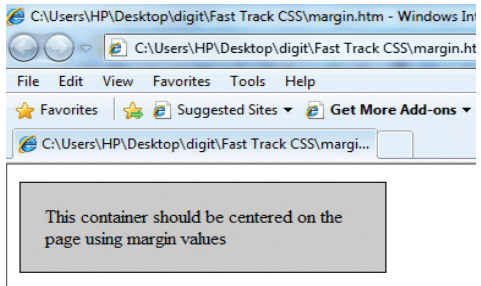 C:\Users\HP\Desktop\digit\Fast Track CSS\margin.htm - Windows Int
C:\Users\HP\Desktop\digit\Fast Track CSS\margin.ht
File Edit View Favorites Tools Help
Favorites Suggested Sites Get More Add-ons
C:\Users\HP\Desktop\digit\Fast Track CSS\margi...
This container should be centered on the
page using margin values